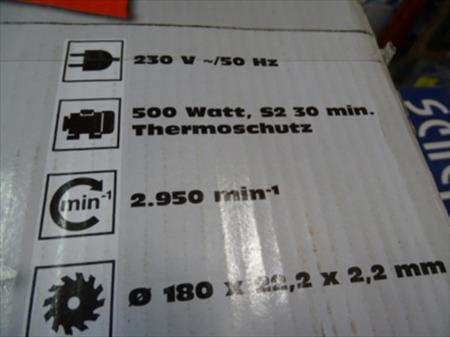 230 V ~/50 Hz
500 Watt, S2 30 min.
Thermoschutz
min-1
2.950 min-1
Ø 180 x 22,2 x 2,2 mm